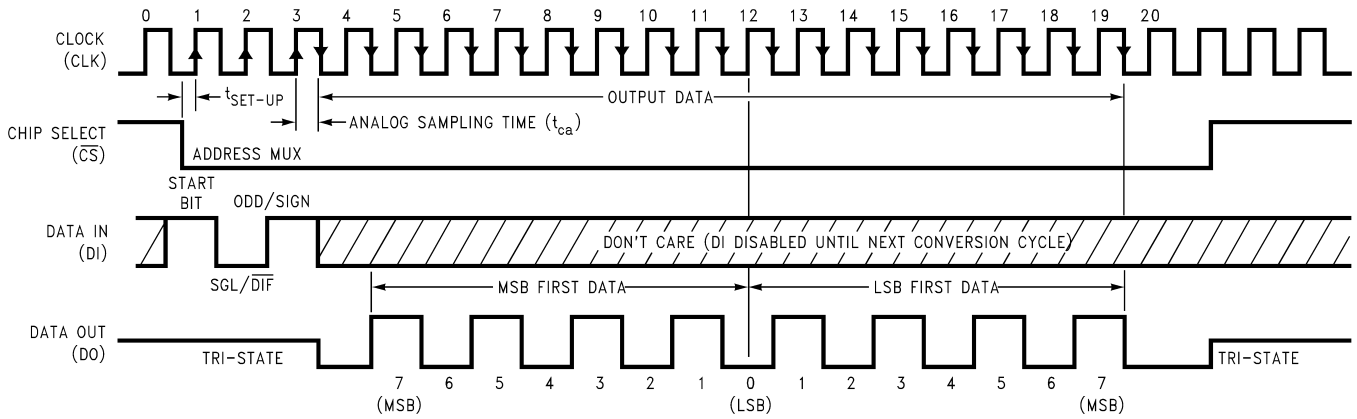 0 1 2 3 4 5 6 7 8 9 10 11 12 13 14 15 16 17 18 19 20
CLOCK
(CLK)
tSET-UP
OUTPUT DATA
ANALOG SAMPLING TIME (tca)
CHIP SELECT
(C̅S̅)
ADDRESS MUX
START
BIT
ODD/SIGN
DATA IN
(DI)
DON'T CARE (DI DISABLED UNTIL NEXT CONVERSION CYCLE)
SGL/D̅I̅F̅
MSB FIRST DATA
LSB FIRST DATA
DATA OUT
(DO)
TRI-STATE
TRI-STATE
7 6 5 4 3 2 1 0 1 2 3 4 5 6 7
(MSB) (LSB) (MSB)